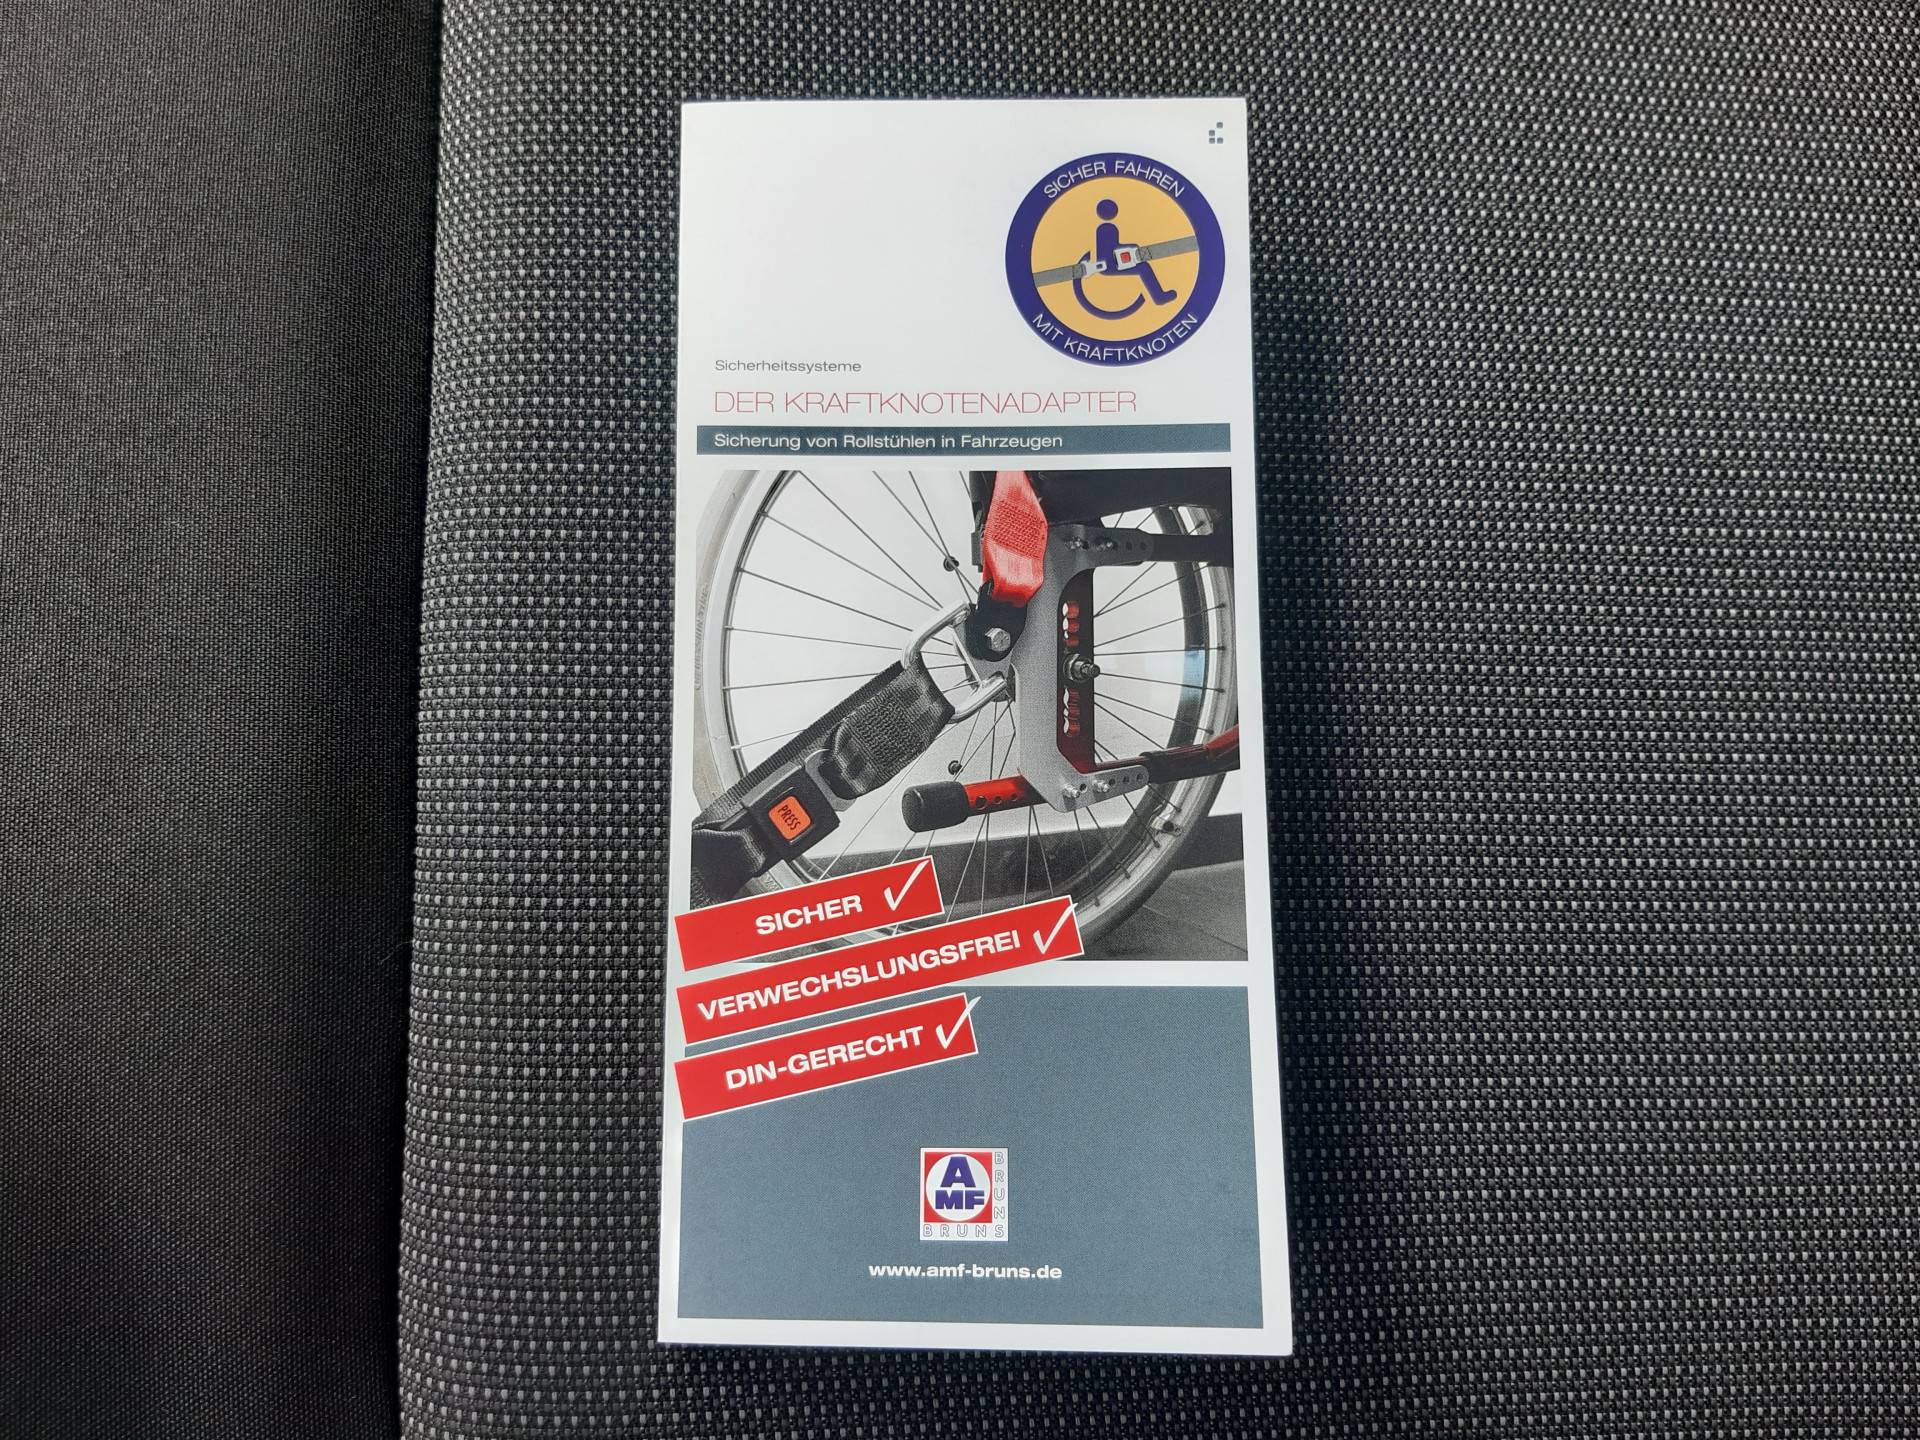 SICHER FAHREN
MIT KRAFTKNOTEN
Sicherheitssysteme
DER KRAFTKNOTENADAPTER
Sicherung von Rollstühlen in Fahrzeugen
PRESS
SICHER
VERWECHSLUNGSFREI
DIN-GERECHT
AMF
BRUNS
BRUNS
www.amf-bruns.de